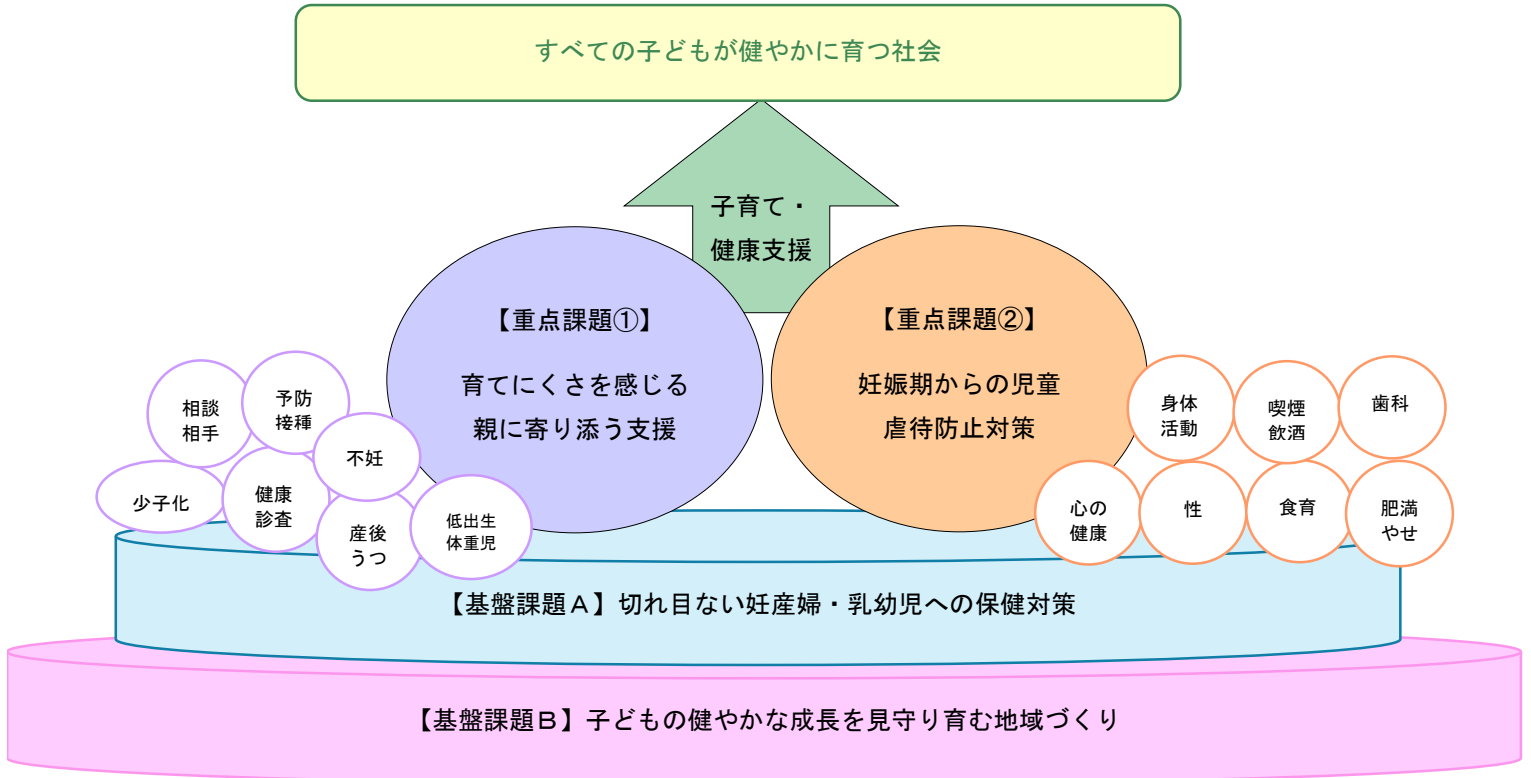 すべての子どもが健やかに育つ社会
子育て・
健康支援
【重点課題①】
育てにくさを感じる
親に寄り添う支援
【重点課題②】
妊娠期からの児童
虐待防止対策
相談
相手
予防
接種
不妊
少子化
健康
診査
産後
うつ
低出生
体重児
身体
活動
喫煙
飲酒
歯科
心の
健康
性
食育
肥満
やせ
【基盤課題Ａ】切れ目ない妊産婦・乳幼児への保健対策
【基盤課題Ｂ】子どもの健やかな成長を見守り育む地域づくり